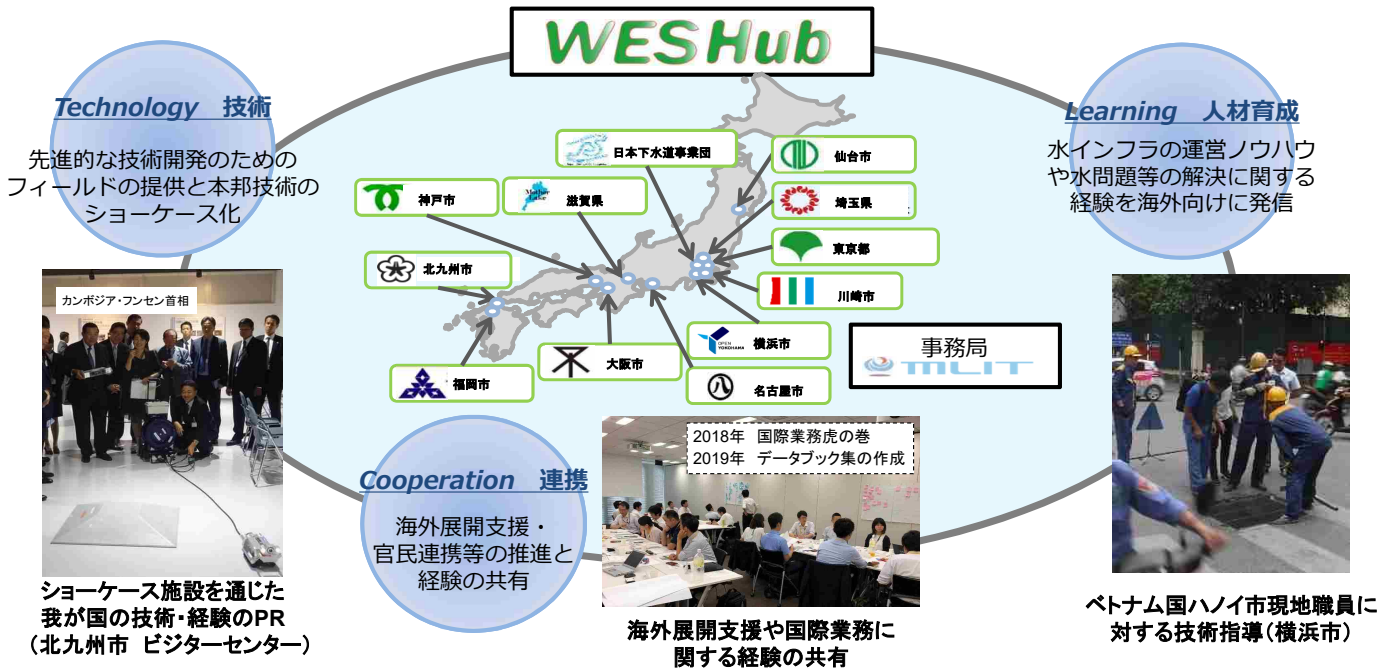 WES Hub
Technology 技術
先進的な技術開発のための
フィールドの提供と本邦技術の
ショーケース化
Learning 人材育成
水インフラの運営ノウハウ
や水問題等の解決に関する
経験を海外向けに発信
日本下水道事業団
仙台市
神戸市
Mother Lake
滋賀県
埼玉県
東京都
北九州市
川崎市
OPEN
YOKOHAMA
横浜市
大阪市
福岡市
名古屋市
事務局
MLIT
カンボジア・フンセン首相
ショーケース施設を通じた
我が国の技術・経験のPR
(北九州市 ビジターセンター)
Cooperation 連携
海外展開支援・
官民連携等の推進と
経験の共有
2018年 国際業務虎の巻
2019年 データブック集の作成
海外展開支援や国際業務に
関する経験の共有
ベトナム国ハノイ市現地職員に
対する技術指導(横浜市)